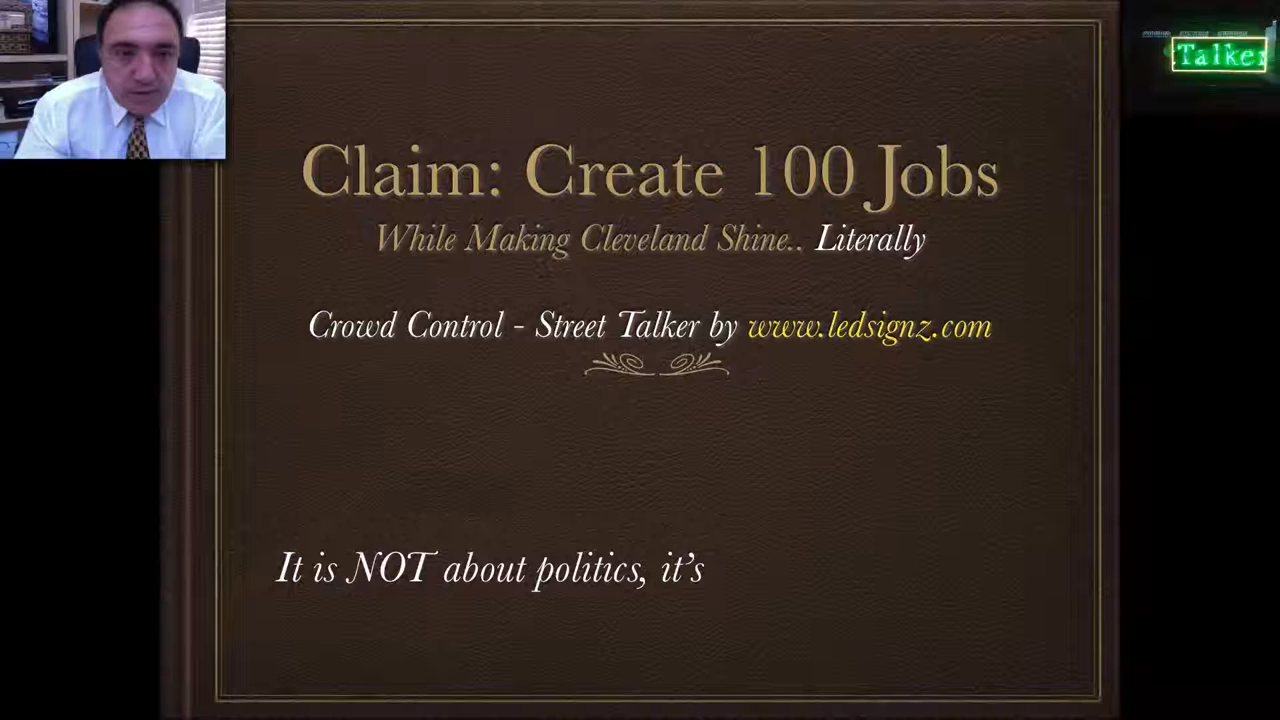 Talker
Claim: Create 100 Jobs
While Making Cleveland Shine.. Literally
Crowd Control - Street Talker by www.ledsignz.com
It is NOT about politics, it’s